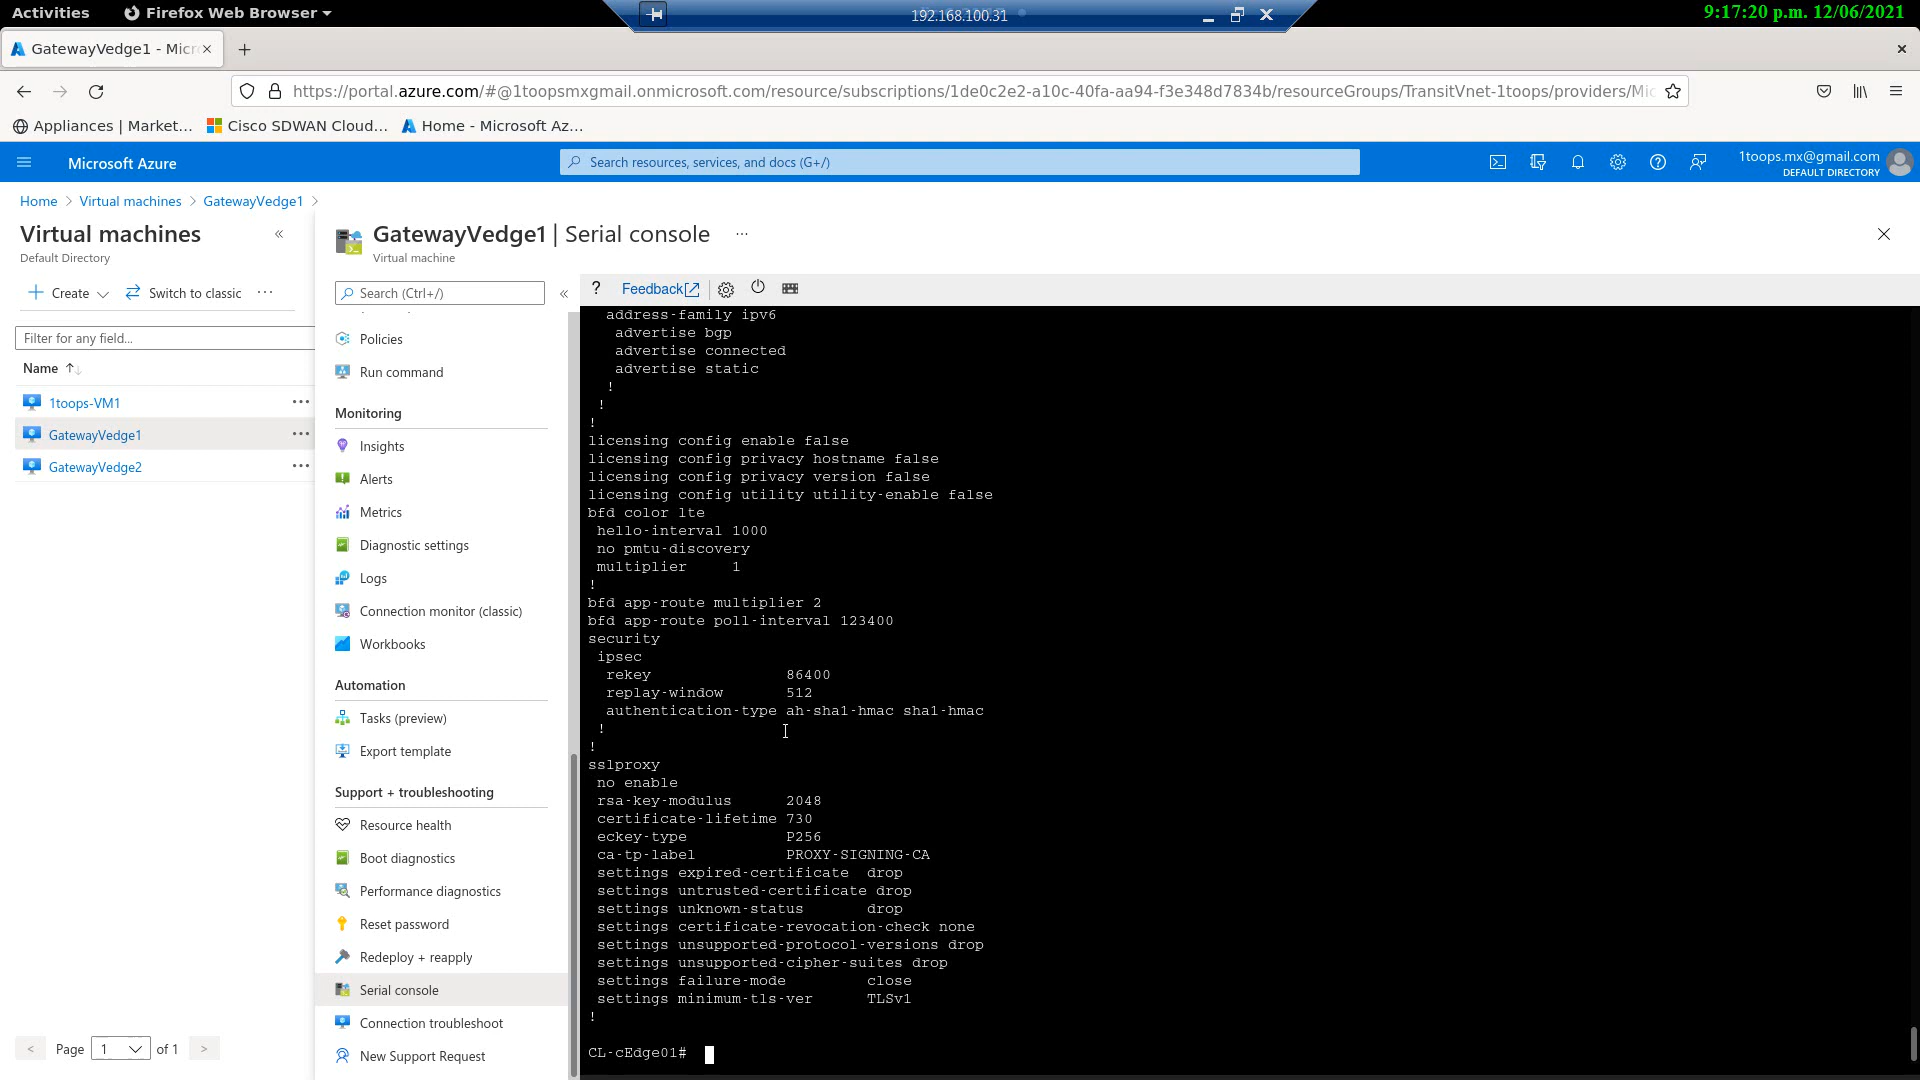 Activities
Firefox Web Browser
192.168.100.31
9:17:20 p.m. 12/06/2021
GatewayVedge1 - Micr
https://portal.azure.com/#@1toopsmxgmail.onmicrosoft.com/resource/subscriptions/1de0c2e2-a10c-40fa-aa94-f3e348d7834b/resourceGroups/TransitVnet-1toops/providers/Mic
Appliances | Market...
Cisco SDWAN Cloud...
Home - Microsoft Az...
Microsoft Azure
Search resources, services, and docs (G+/)
1toops.mx@gmail.com
DEFAULT DIRECTORY
Home > Virtual machines > GatewayVedge1 >
Virtual machines
Default Directory
+ Create
Switch to classic
Filter for any field...
Name
1toops-VM1
GatewayVedge1
GatewayVedge2
< Page 1 of 1 >
GatewayVedge1 | Serial console
Virtual machine
Search (Ctrl+/)
Policies
Run command
Monitoring
Insights
Alerts
Metrics
Diagnostic settings
Logs
Connection monitor (classic)
Workbooks
Automation
Tasks (preview)
Export template
Support + troubleshooting
Resource health
Boot diagnostics
Performance diagnostics
Reset password
Redeploy + reapply
Serial console
Connection troubleshoot
New Support Request
? Feedback
address-family ipv6
advertise bgp
advertise connected
advertise static
!
!
!
licensing config enable false
licensing config privacy hostname false
licensing config privacy version false
licensing config utility utility-enable false
bfd color lte
hello-interval 1000
no pmtu-discovery
multiplier 1
!
bfd app-route multiplier 2
bfd app-route poll-interval 123400
security
ipsec
rekey 86400
replay-window 512
authentication-type ah-sha1-hmac sha1-hmac
!
!
sslproxy
no enable
rsa-key-modulus 2048
certificate-lifetime 730
eckey-type P256
ca-tp-label PROXY-SIGNING-CA
settings expired-certificate drop
settings untrusted-certificate drop
settings unknown-status drop
settings certificate-revocation-check none
settings unsupported-protocol-versions drop
settings unsupported-cipher-suites drop
settings failure-mode close
settings minimum-tls-ver TLSv1
!
CL-cEdge01#